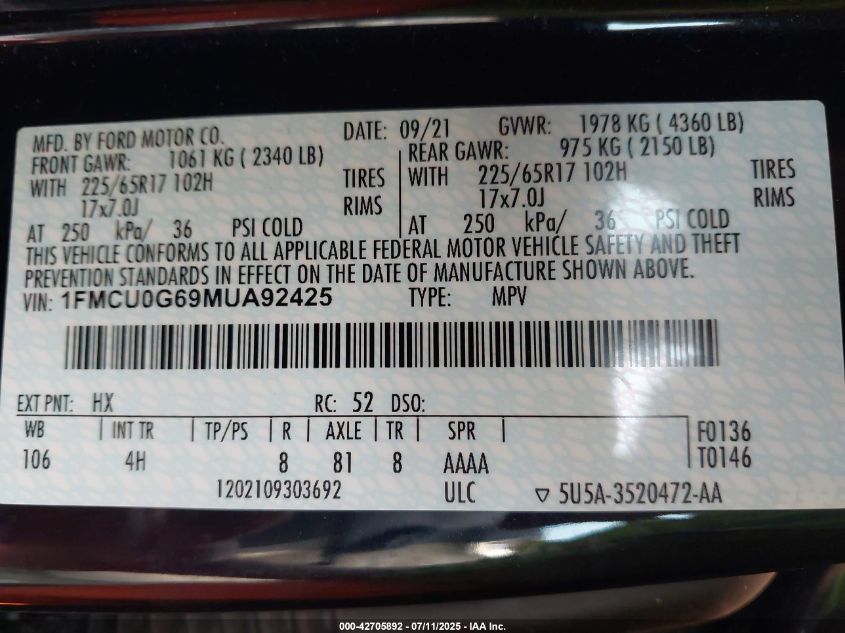 MFD. BY FORD MOTOR CO. DATE: 09/21 GVWR: 1978 KG ( 4360 LB)
FRONT GAWR: 1061 KG ( 2340 LB) REAR GAWR: 975 KG ( 2150 LB)
WITH 225/65R17 102H TIRES WITH 225/65R17 102H TIRES
17x7.0J RIMS 17x7.0J RIMS
AT 250 kPa/ 36 PSI COLD AT 250 kPa/ 36 PSI COLD
THIS VEHICLE CONFORMS TO ALL APPLICABLE FEDERAL MOTOR VEHICLE SAFETY AND THEFT
PREVENTION STANDARDS IN EFFECT ON THE DATE OF MANUFACTURE SHOWN ABOVE.
VIN: 1FMCU0G69MUA92425 TYPE: MPV
EXT PNT: HX RC: 52 DSO:
WB INT TR TP/PS R AXLE TR SPR F0136
106 4H 8 81 8 AAAA T0146
1202109303692 ULC ▽ 5U5A-3520472-AA
000-42705892 - 07/11/2025 - IAA Inc.